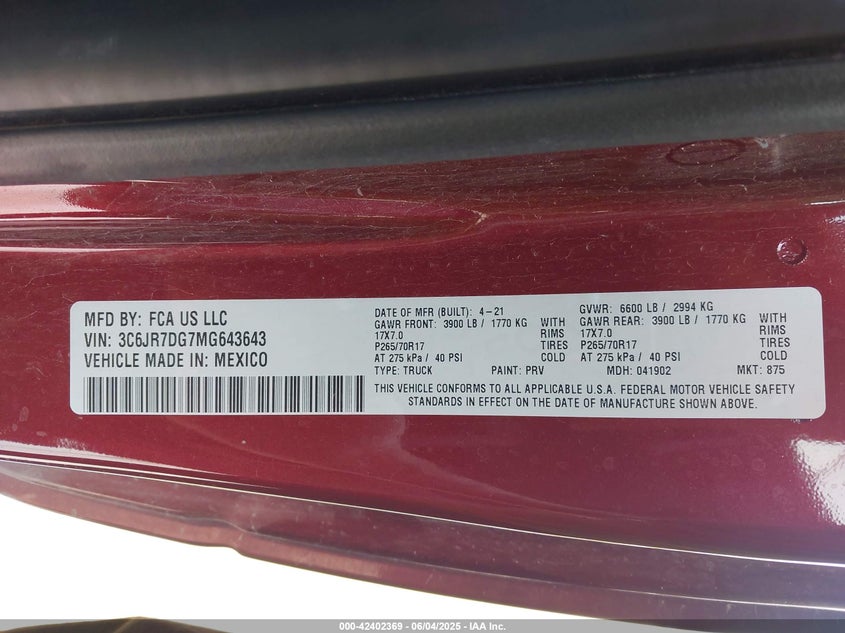 MFD BY: FCA US LLC
VIN: 3C6JR7DG7MG643643
VEHICLE MADE IN: MEXICO
DATE OF MFR (BUILT): 4-21
GAWR FRONT: 3900 LB / 1770 KG WITH
17X7.0 RIMS
P265/70R17 TIRES
AT 275 kPa / 40 PSI COLD
TYPE: TRUCK PAINT: PRV
GVWR: 6600 LB / 2994 KG
GAWR REAR: 3900 LB / 1770 KG WITH
17X7.0 RIMS
P265/70R17 TIRES
AT 275 kPa / 40 PSI COLD
MDH: 041902 MKT: 875
THIS VEHICLE CONFORMS TO ALL APPLICABLE U.S.A. FEDERAL MOTOR VEHICLE SAFETY
STANDARDS IN EFFECT ON THE DATE OF MANUFACTURE SHOWN ABOVE.
000-42402369 - 06/04/2025 - IAA Inc.